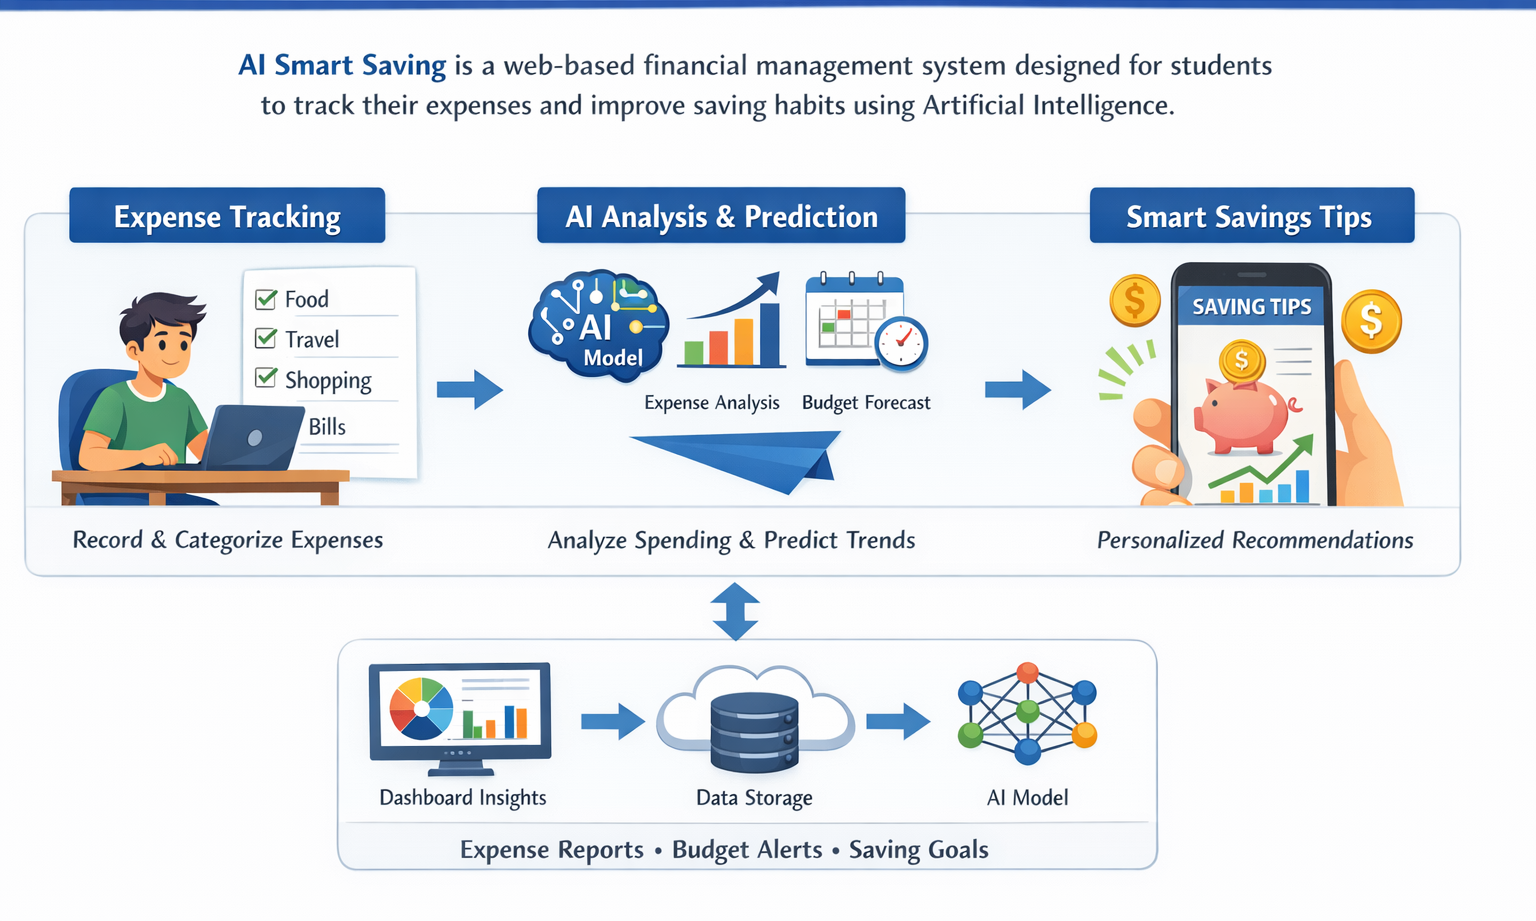 AI Smart Saving is a web-based financial management system designed for students
to track their expenses and improve saving habits using Artificial Intelligence.
Expense Tracking
Food
Travel
Shopping
Bills
Record & Categorize Expenses
AI Analysis & Prediction
AI
Model
Expense Analysis
Budget Forecast
Analyze Spending & Predict Trends
Smart Savings Tips
$
$
SAVING TIPS
$
Personalized Recommendations
Dashboard Insights
Data Storage
AI Model
Expense Reports • Budget Alerts • Saving Goals